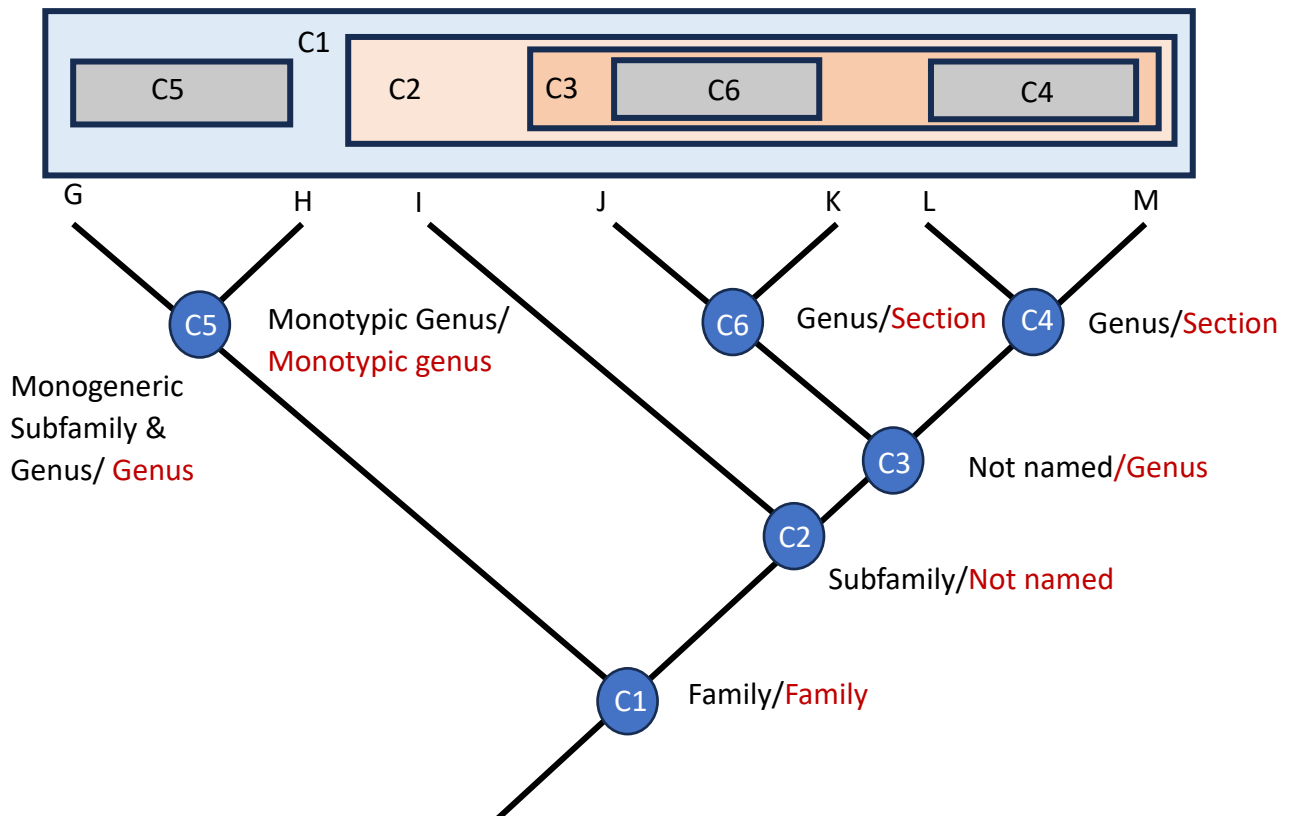 C1
C5
C2
C3
C6
C4
G
H
I
J
K
L
M
C5
Monotypic Genus/
Monotypic genus
C6
Genus/Section
C4
Genus/Section
Monogeneric
Subfamily &
Genus/ Genus
C3
Not named/Genus
C2
Subfamily/Not named
C1
Family/Family